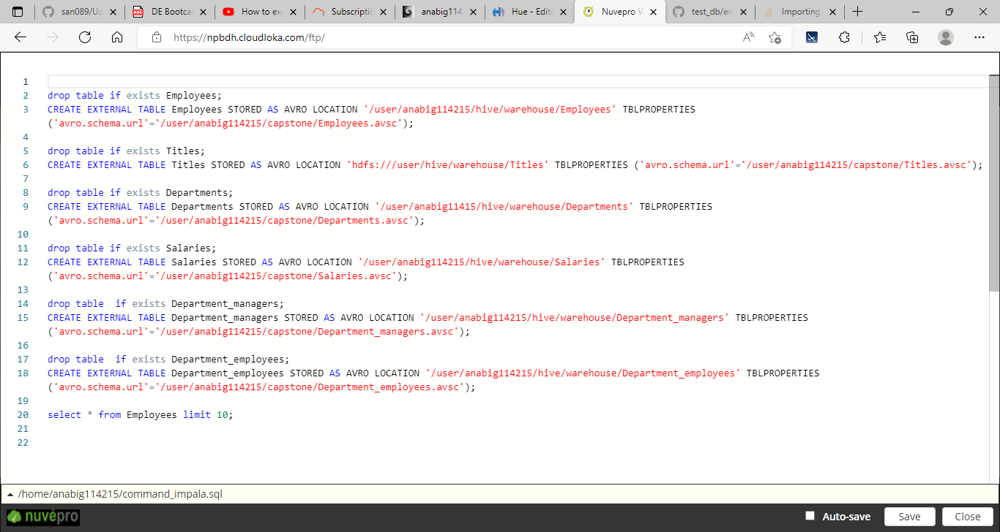 san089/Ud
DE Bootca
How to exp
Subscriptic
anabig114
Hue - Edito
Nuvepro W
test_db/em
Importing
https://npbdh.cloudloka.com/ftp/
1
2 drop table if exists Employees;
3 CREATE EXTERNAL TABLE Employees STORED AS AVRO LOCATION '/user/anabig114215/hive/warehouse/Employees' TBLPROPERTIES
('avro.schema.url'='/user/anabig114215/capstone/Employees.avsc');
4
5 drop table if exists Titles;
6 CREATE EXTERNAL TABLE Titles STORED AS AVRO LOCATION 'hdfs:///user/hive/warehouse/Titles' TBLPROPERTIES ('avro.schema.url'='/user/anabig114215/capstone/Titles.avsc');
7
8 drop table if exists Departments;
9 CREATE EXTERNAL TABLE Departments STORED AS AVRO LOCATION '/user/anabig11415/hive/warehouse/Departments' TBLPROPERTIES
('avro.schema.url'='/user/anabig114215/capstone/Departments.avsc');
10
11 drop table if exists Salaries;
12 CREATE EXTERNAL TABLE Salaries STORED AS AVRO LOCATION '/user/anabig114215/hive/warehouse/Salaries' TBLPROPERTIES
('avro.schema.url'='/user/anabig114215/capstone/Salaries.avsc');
13
14 drop table  if exists Department_managers;
15 CREATE EXTERNAL TABLE Department_managers STORED AS AVRO LOCATION '/user/anabig114215/hive/warehouse/Department_managers' TBLPROPERTIES
('avro.schema.url'='/user/anabig114215/capstone/Department_managers.avsc');
16
17 drop table  if exists Department_employees;
18 CREATE EXTERNAL TABLE Department_employees STORED AS AVRO LOCATION '/user/anabig114215/hive/warehouse/Department_employees' TBLPROPERTIES
('avro.schema.url'='/user/anabig114215/capstone/Department_employees.avsc');
19
20 select * from Employees limit 10;
21
22
/home/anabig114215/command_impala.sql
nuvépro
Auto-save
Save
Close